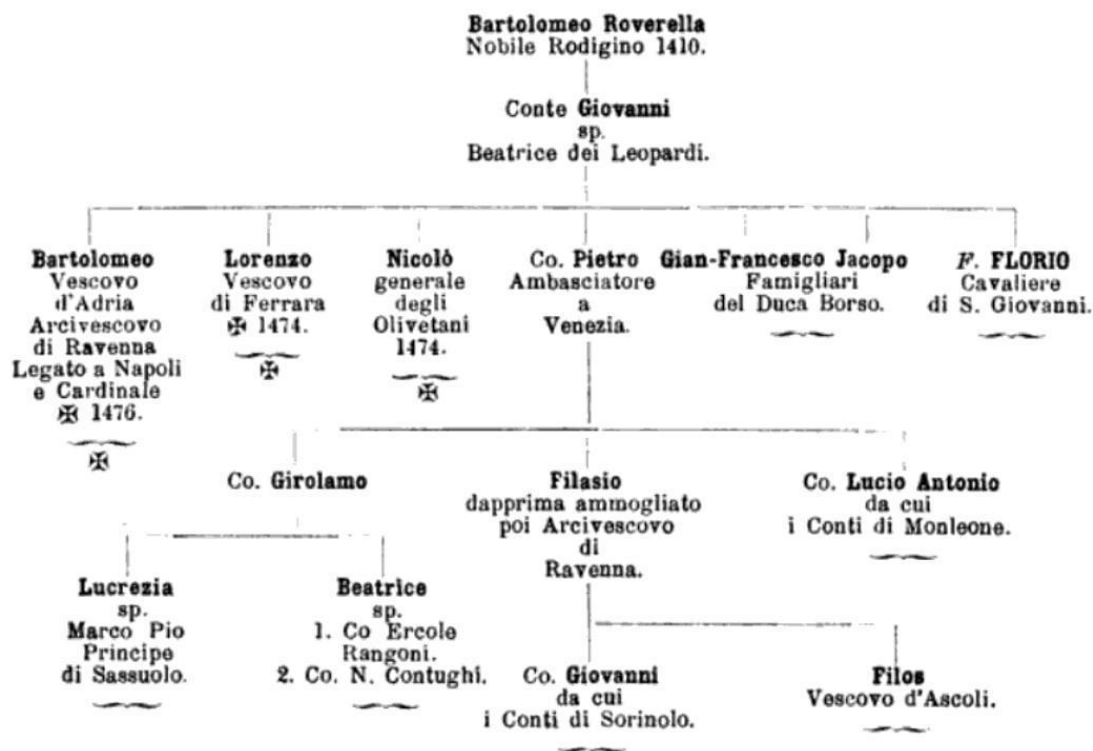 Bartolomeo Roverella
Nobile Rodigino 1410.
Conte Giovanni
sp.
Beatrice dei Leopardi.
Bartolomeo
Vescovo
d'Adria
Arcivescovo
di Ravenna
Legato a Napoli
e Cardinale
✠ 1476.
✠
Lorenzo
Vescovo
di Ferrara
✠ 1474.
✠
Nicolò
generale
degli
Olivetani
1474.
✠
Co. Pietro
Ambasciatore
a
Venezia.
Gian-Francesco Jacopo
Famigliari
del Duca Borso.
F. FLORIO
Cavaliere
di S. Giovanni.
Co. Girolamo
Filasio
dapprima ammogliato
poi Arcivescovo
di
Ravenna.
Co. Lucio Antonio
da cui
i Conti di Monleone.
Lucrezia
sp.
Marco Pio
Principe
di Sassuolo.
Beatrice
sp.
1. Co Ercole
Rangoni.
2. Co. N. Contughi.
Co. Giovanni
da cui
i Conti di Sorinolo.
Filos
Vescovo d'Ascoli.